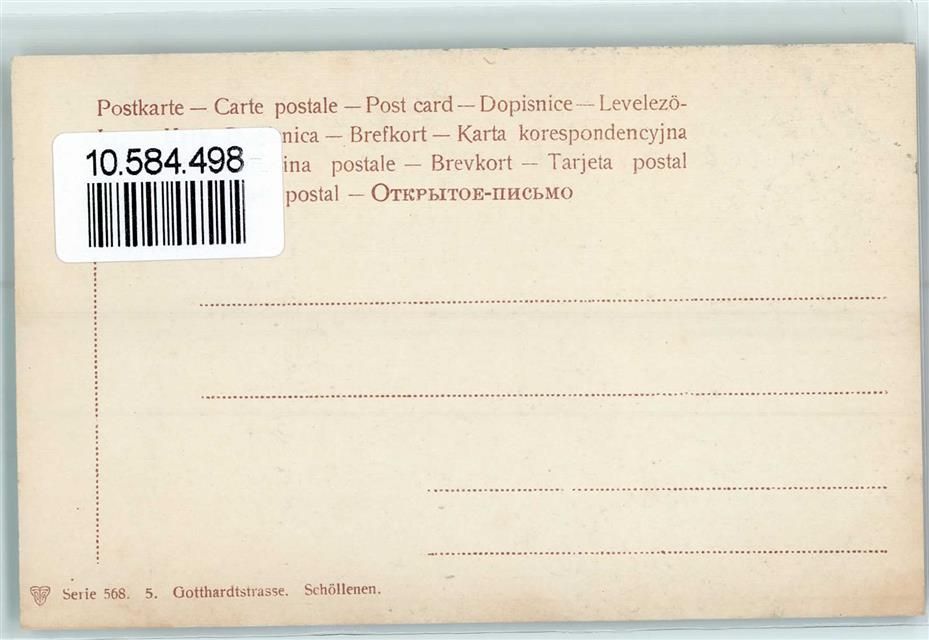 Postkarte — Carte postale — Post card — Dopisnice — Levelezö-
nica — Brefkort — Karta korespondencyjna
10.584.498
ina postale — Brevkort — Tarjeta postal
postal — Открытое-письмо
Serie 568. 5. Gotthardtstrasse. Schöllenen.